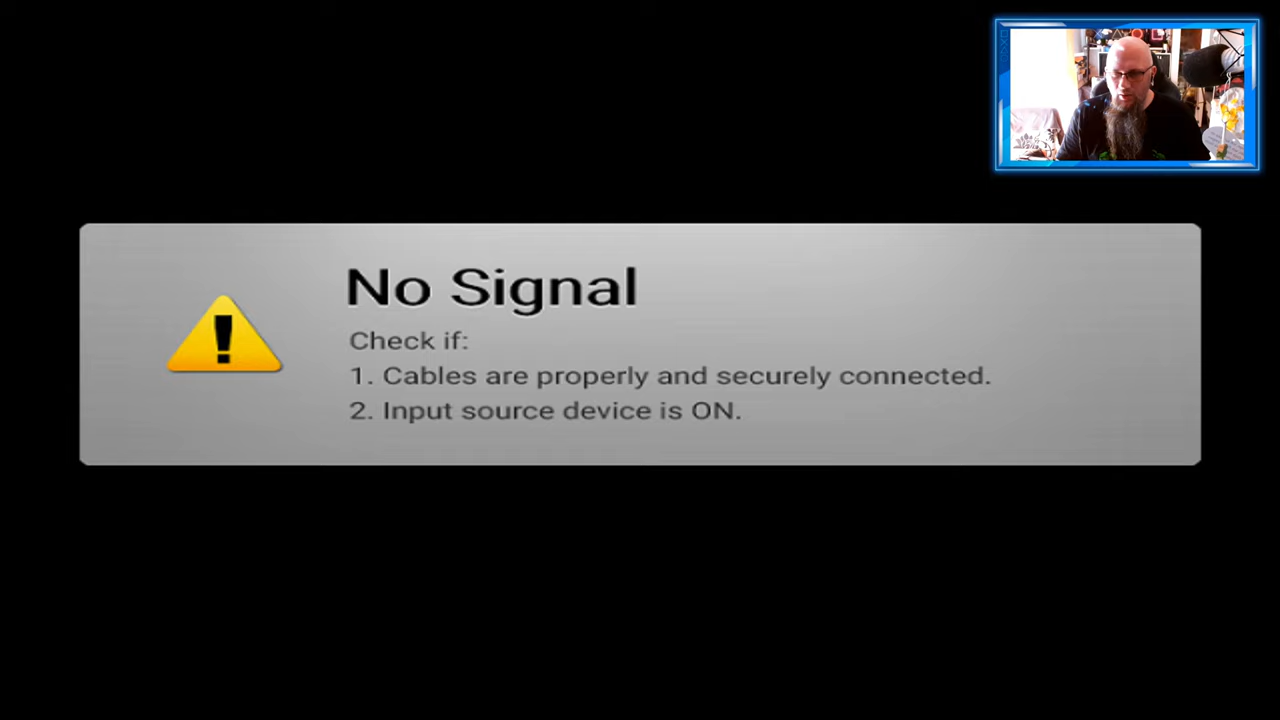 No Signal
Check if:
1. Cables are properly and securely connected.
2. Input source device is ON.